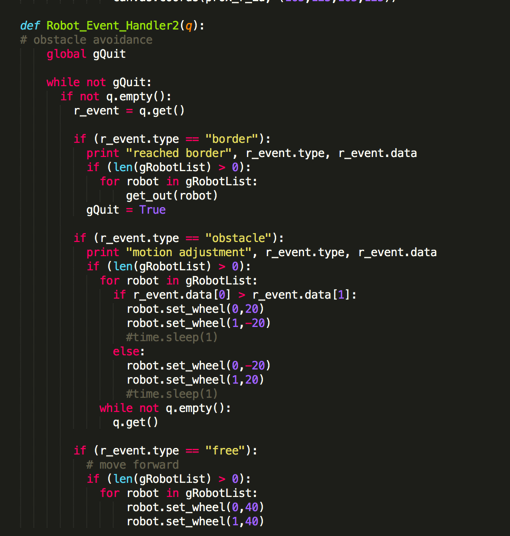 def Robot_Event_Handler2(q):
# obstacle avoidance
    global gQuit

    while not gQuit:
      if not q.empty():
        r_event = q.get()

        if (r_event.type == "border"):
          print "reached border", r_event.type, r_event.data
          if (len(gRobotList) > 0):
            for robot in gRobotList:
                get_out(robot)
          gQuit = True

        if (r_event.type == "obstacle"):
          print "motion adjustment", r_event.type, r_event.data
          if (len(gRobotList) > 0):
            for robot in gRobotList:
              if r_event.data[0] > r_event.data[1]:
                robot.set_wheel(0,20)
                robot.set_wheel(1,-20)
                #time.sleep(1)
              else:
                robot.set_wheel(0,-20)
                robot.set_wheel(1,20)
                #time.sleep(1)
            while not q.empty():
              q.get()

        if (r_event.type == "free"):
          # move forward
          if (len(gRobotList) > 0):
            for robot in gRobotList:
                robot.set_wheel(0,40)
                robot.set_wheel(1,40)